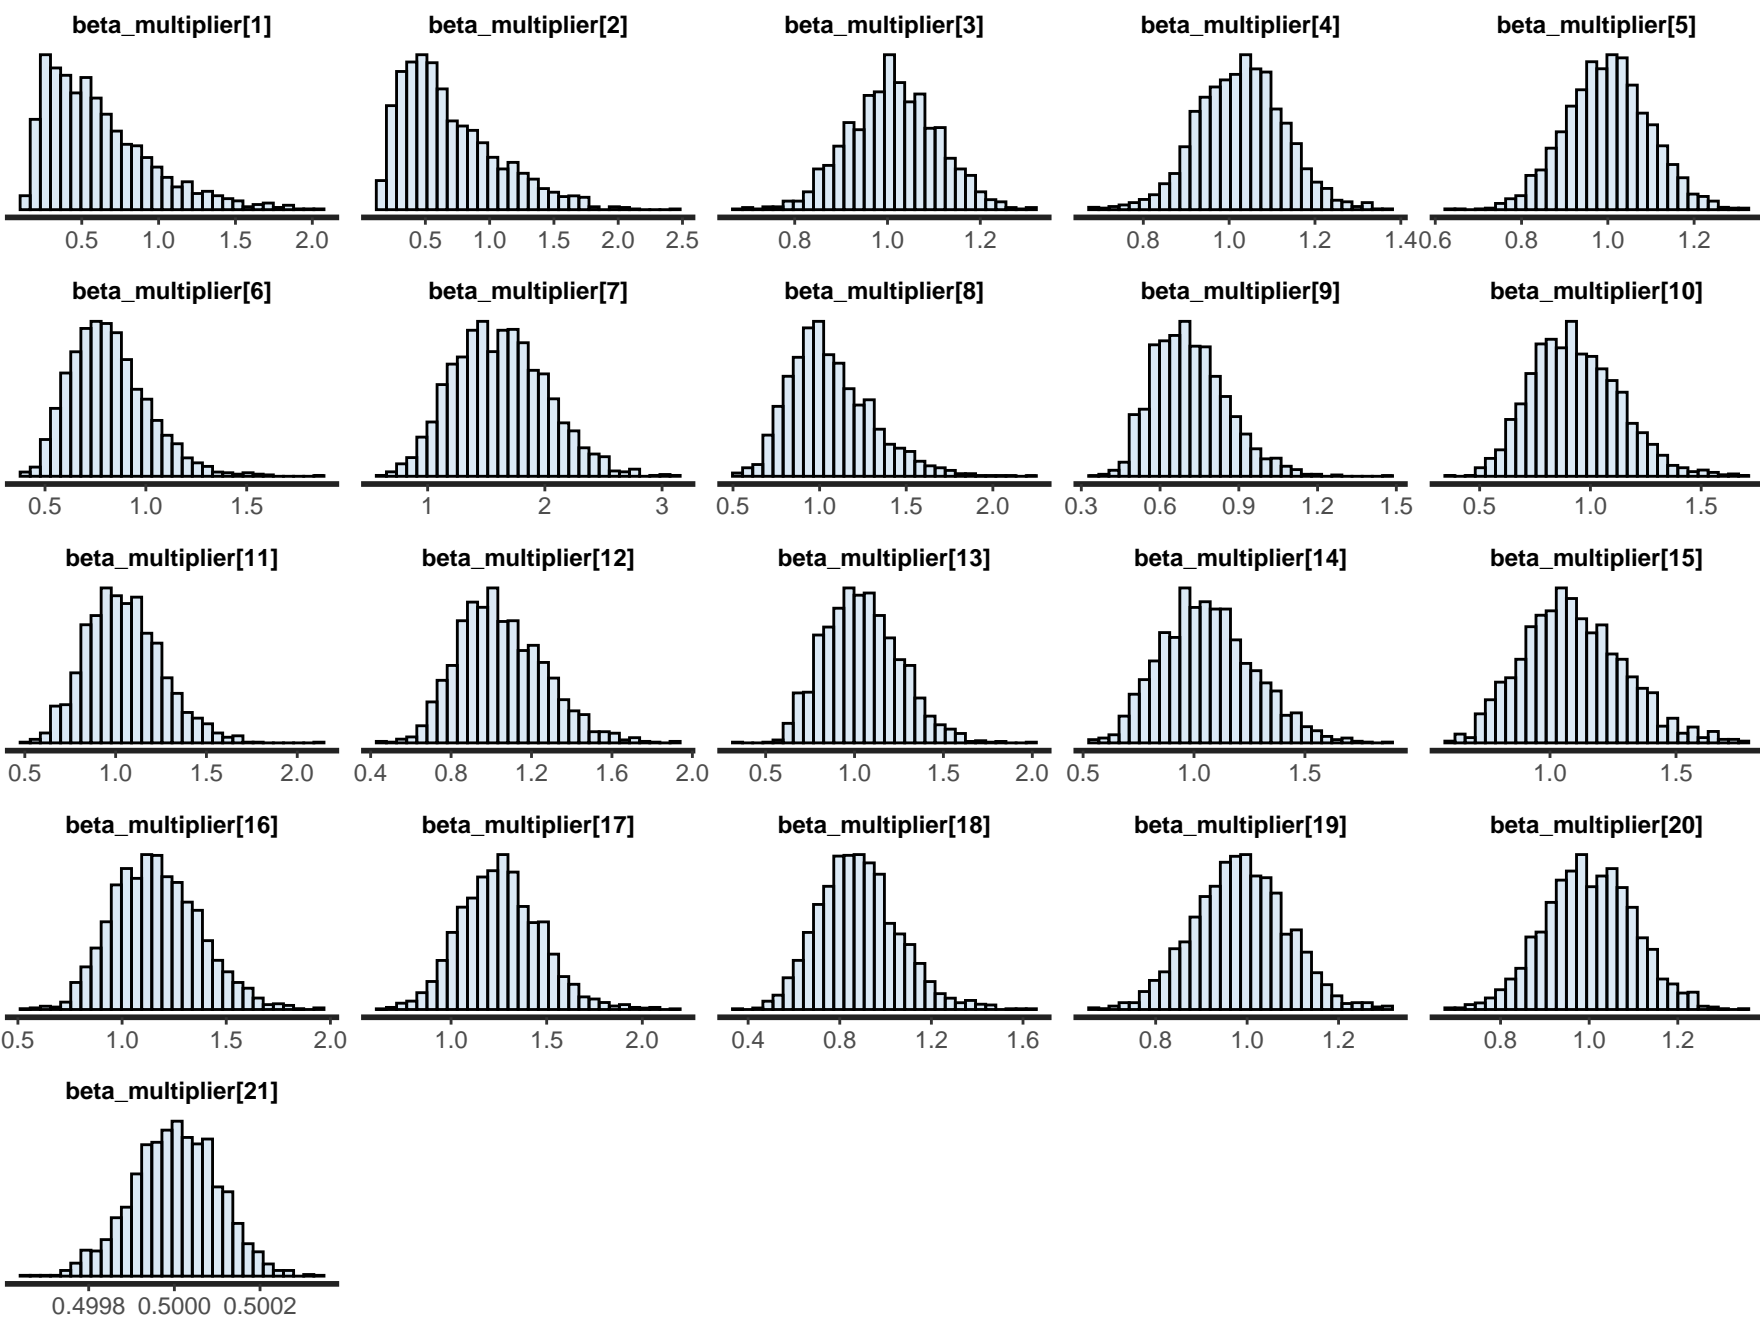 beta_multiplier[1] beta_multiplier[2] beta_multiplier[3] beta_multiplier[4] beta_multiplier[5]
0.5 1.0 1.5 2.0 0.5 1.0 1.5 2.0 2.5 0.8 1.0 1.2 0.8 1.0 1.2 1.4 0.6 0.8 1.0 1.2
beta_multiplier[6] beta_multiplier[7] beta_multiplier[8] beta_multiplier[9] beta_multiplier[10]
0.5 1.0 1.5 1 2 3 0.5 1.0 1.5 2.0 0.3 0.6 0.9 1.2 1.5 0.5 1.0 1.5
beta_multiplier[11] beta_multiplier[12] beta_multiplier[13] beta_multiplier[14] beta_multiplier[15]
0.5 1.0 1.5 2.0 0.4 0.8 1.2 1.6 2.0 0.5 1.0 1.5 2.0 0.5 1.0 1.5 1.0 1.5
beta_multiplier[16] beta_multiplier[17] beta_multiplier[18] beta_multiplier[19] beta_multiplier[20]
0.5 1.0 1.5 2.0 1.0 1.5 2.0 0.4 0.8 1.2 1.6 0.8 1.0 1.2 0.8 1.0 1.2
beta_multiplier[21]
0.4998 0.5000 0.5002